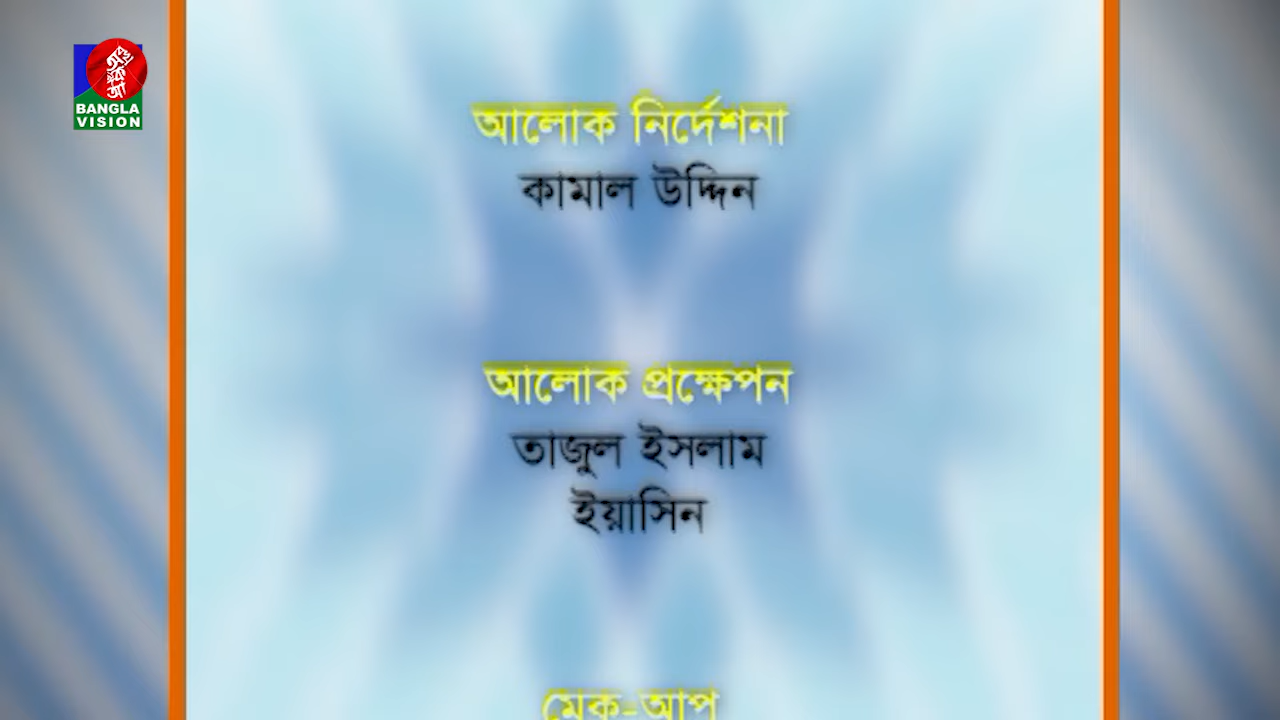 BANGLA
VISION
আলোক নির্দেশনা
কামাল উদ্দিন
আলোক প্রক্ষেপন
তাজুল ইসলাম
ইয়াসিন
মেক-আপ